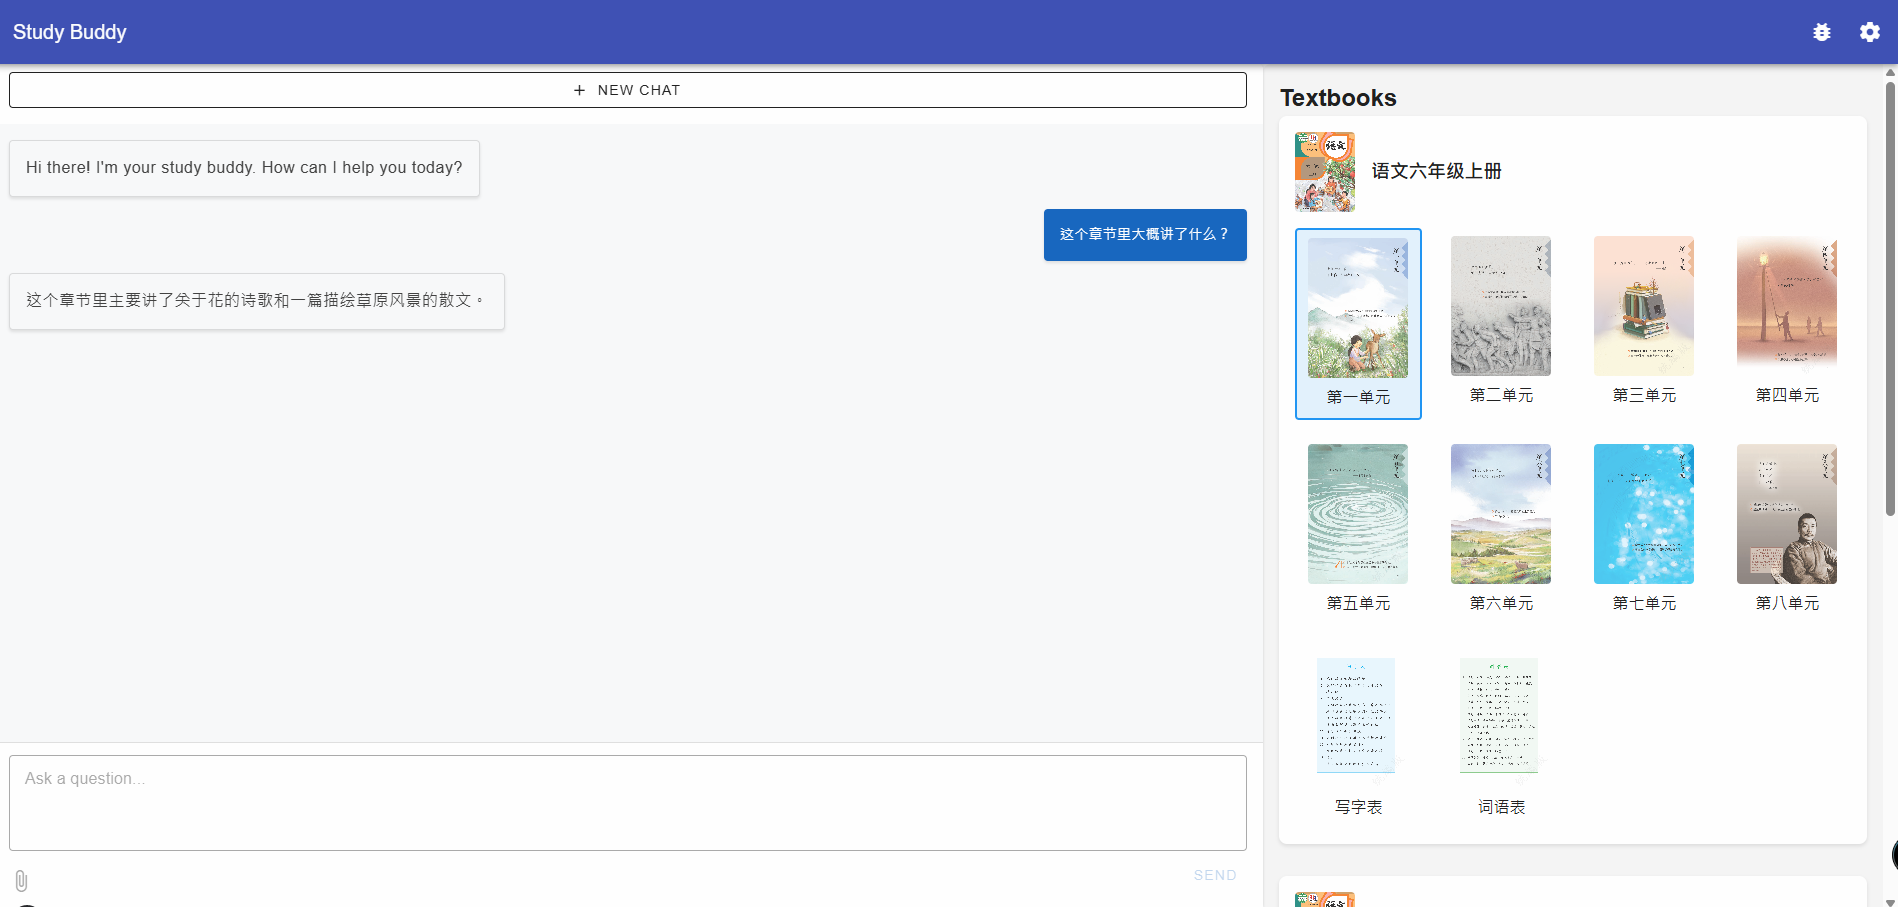 Study Buddy
NEW CHAT
Hi there! I'm your study buddy. How can I help you today?
这个章节里大概讲了什么？
这个章节里主要讲了关于花的诗歌和一篇描绘草原风景的散文。
Ask a question...
SEND
Textbooks
语文六年级上册
第一单元
第二单元
第三单元
第四单元
第五单元
第六单元
第七单元
第八单元
写字表
词语表